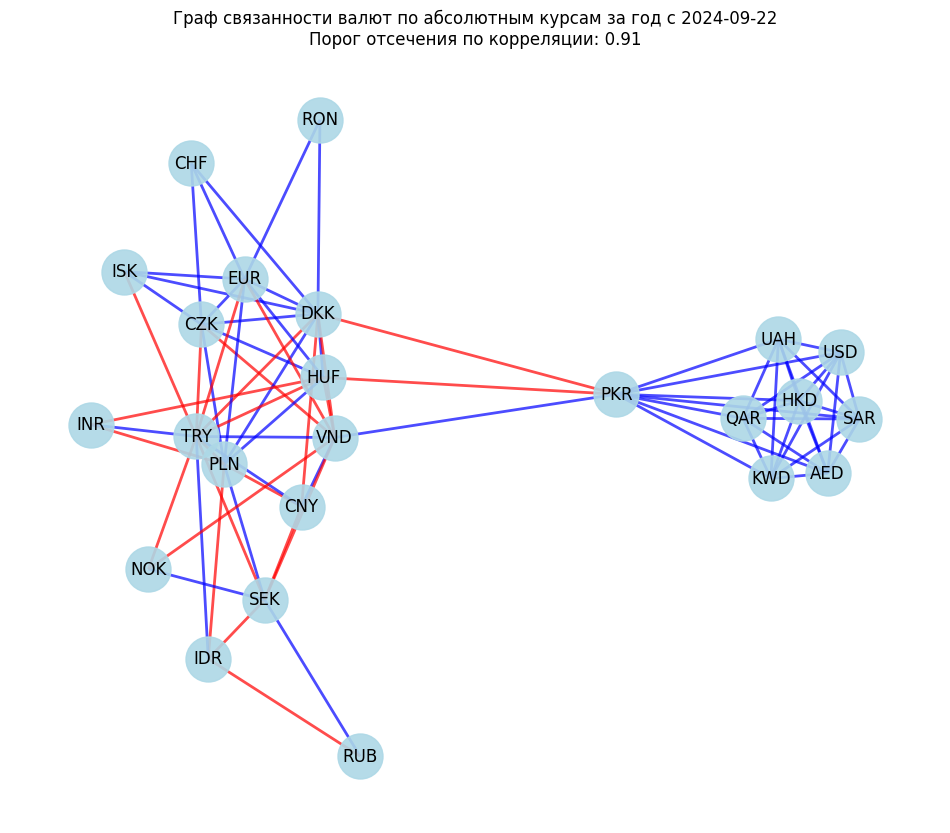 Граф связанности валют по абсолютным курсам за год с 2024-09-22
Порог отсечения по корреляции: 0.91
RON
CHF
ISK
EUR
DKK
CZK
UAH
USD
HUF
PKR
HKD
QAR
SAR
INR
TRY
VND
PLN
KWD
AED
CNY
NOK
SEK
IDR
RUB